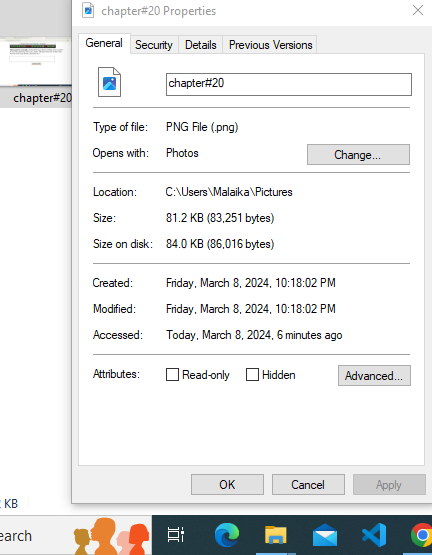 chapter#20 Properties
General Security Details Previous Versions
chapter#20
chapter#20
Type of file: PNG File (.png)
Opens with: Photos Change...
Location: C:\Users\Malaika\Pictures
Size: 81.2 KB (83,251 bytes)
Size on disk: 84.0 KB (86,016 bytes)
Created: Friday, March 8, 2024, 10:18:02 PM
Modified: Friday, March 8, 2024, 10:18:02 PM
Accessed: Today, March 8, 2024, 6 minutes ago
Attributes: Read-only Hidden Advanced...
OK Cancel Apply
KB
earch